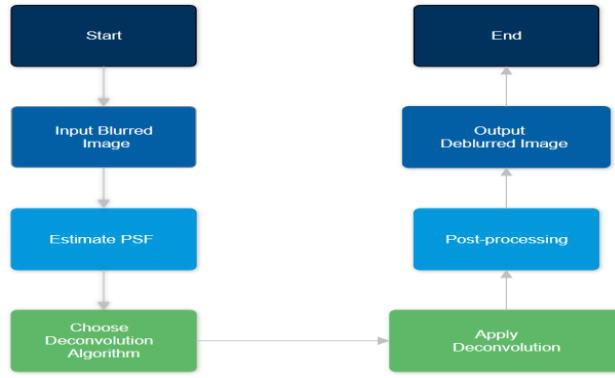 Start
Input Blurred
Image
Estimate PSF
Choose
Deconvolution
Algorithm
Apply
Deconvolution
Post-processing
Output
Deblurred Image
End